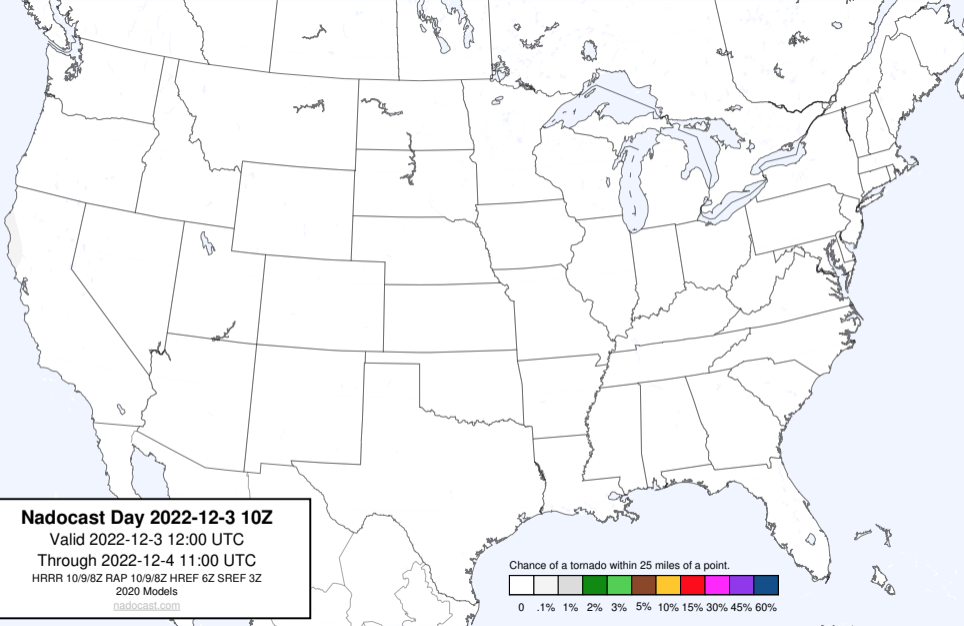 Nadocast Day 2022-12-3 10Z
Valid 2022-12-3 12:00 UTC
Through 2022-12-4 11:00 UTC
HRRR 10/9/8Z RAP 10/9/8Z HREF 6Z SREF 3Z
2020 Models
nadocast.com
Chance of a tornado within 25 miles of a point.
0 .1% 1% 2% 3% 5% 10% 15% 30% 45% 60%